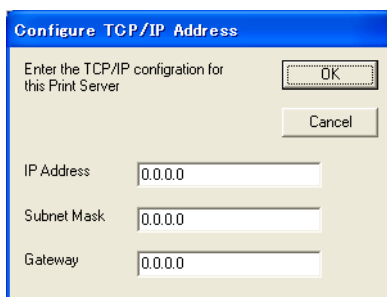 Configure TCP/IP Address
Enter the TCP/IP configration for
this Print Server
OK
Cancel
IP Address 0.0.0.0
Subnet Mask 0.0.0.0
Gateway 0.0.0.0